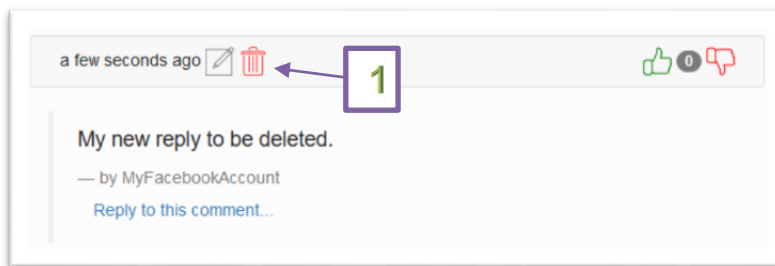 a few seconds ago
0
1
My new reply to be deleted.
— by MyFacebookAccount
Reply to this comment...